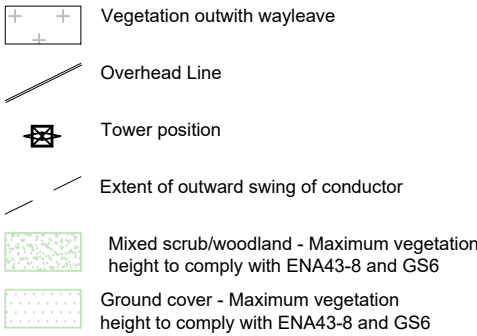 Vegetation outwith wayleave
Overhead Line
Tower position
Extent of outward swing of conductor
Mixed scrub/woodland - Maximum vegetation
height to comply with ENA43-8 and GS6
Ground cover - Maximum vegetation
height to comply with ENA43-8 and GS6